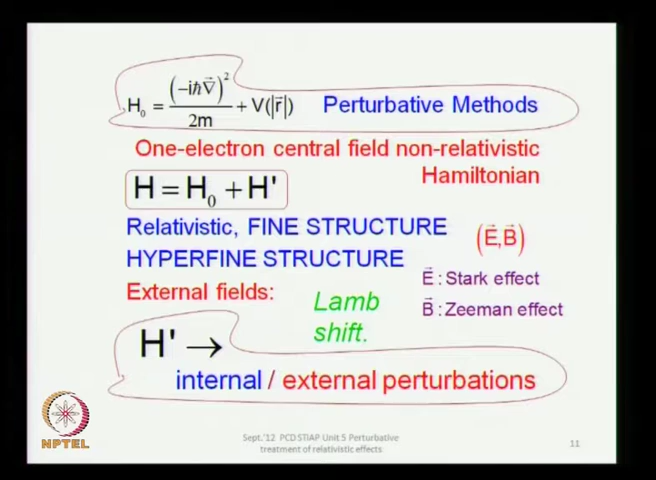 H₀ = (-iħ∇⃗)² / 2m + V(|r⃗|) Perturbative Methods
One-electron central field non-relativistic
Hamiltonian
H = H₀ + H'
Relativistic, FINE STRUCTURE
(E⃗,B⃗)
HYPERFINE STRUCTURE
E⃗ : Stark effect
External fields:
Lamb
shift.
B⃗ : Zeeman effect
H' →
internal / external perturbations
NPTEL
Sept.'12 PCD STIAP Unit 5 Perturbative
treatment of relativistic effects
11